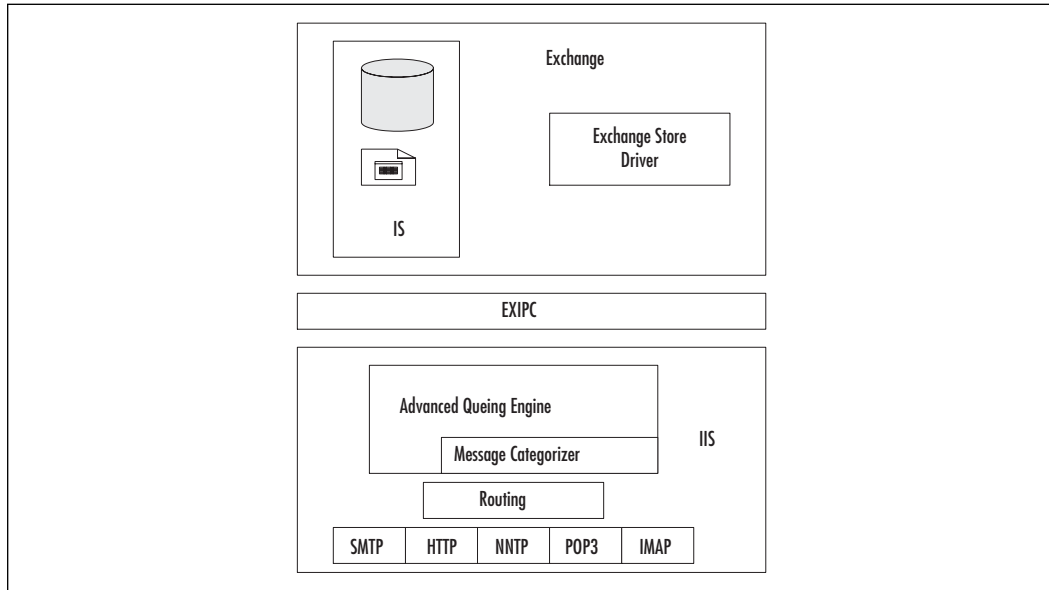 Exchange
Exchange Store
Driver
IS
EXIPC
Advanced Queing Engine
IIS
Message Categorizer
Routing
SMTP HTTP NNTP POP3 IMAP